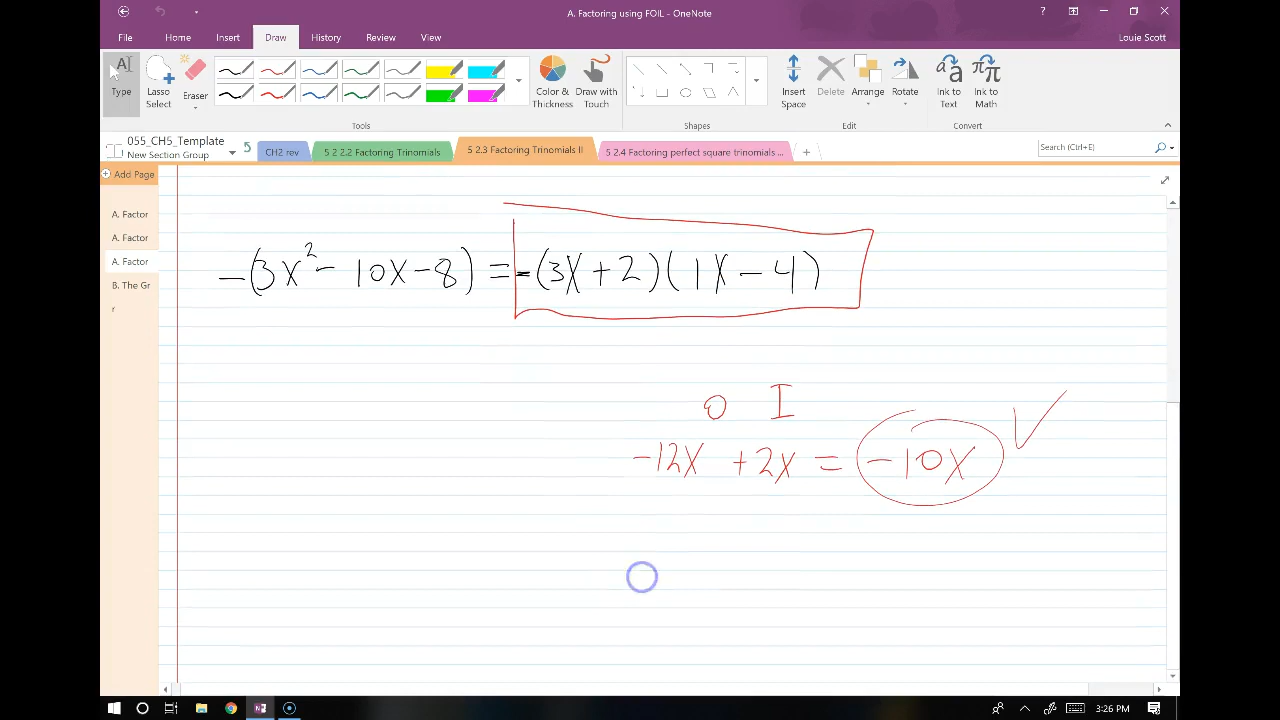 A. Factoring using FOIL - OneNote
?
File Home Insert Draw History Review View
Louie Scott
Type
Lasso Select
Eraser
Color & Thickness
Draw with Touch
Insert Space
Delete
Arrange
Rotate
Ink to Text
Ink to Math
Tools Shapes Edit Convert
055_CH5_Template
New Section Group
CH2 rev
5 2 2.2 Factoring Trinomials
5 2.3 Factoring Trinomials II
5 2.4 Factoring perfect square trinomials ...
+
Search (Ctrl+E)
Add Page
A. Factor
A. Factor
A. Factor
B. The Gr
r
-(3x² - 10x - 8) = -(3x + 2)(1x - 4)
O I
-12x + 2x = -10x ✓
3:26 PM